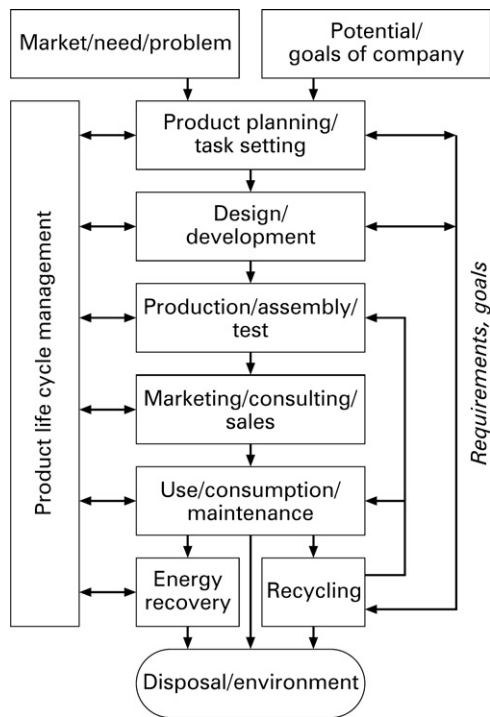 Market/need/problem
Potential/
goals of company
Product planning/
task setting
Design/
development
Production/assembly/
test
Marketing/consulting/
sales
Use/consumption/
maintenance
Energy
recovery
Recycling
Disposal/environment
Product life cycle management
Requirements, goals